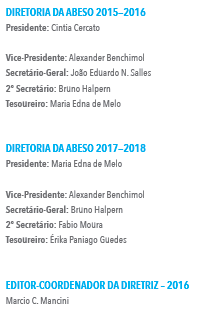 DIRETORIA DA ABESO 2015–2016
Presidente: Cintia Cercato
Vice-Presidente: Alexander Benchimol
Secretário-Geral: João Eduardo N. Salles
2º Secretário: Bruno Halpern
Tesoureiro: Maria Edna de Melo
DIRETORIA DA ABESO 2017–2018
Presidente: Maria Edna de Melo
Vice-Presidente: Alexander Benchimol
Secretário-Geral: Bruno Halpern
2º Secretário: Fabio Moura
Tesoureiro: Érika Paniago Guedes
EDITOR-COORDENADOR DA DIRETRIZ – 2016
Marcio C. Mancini